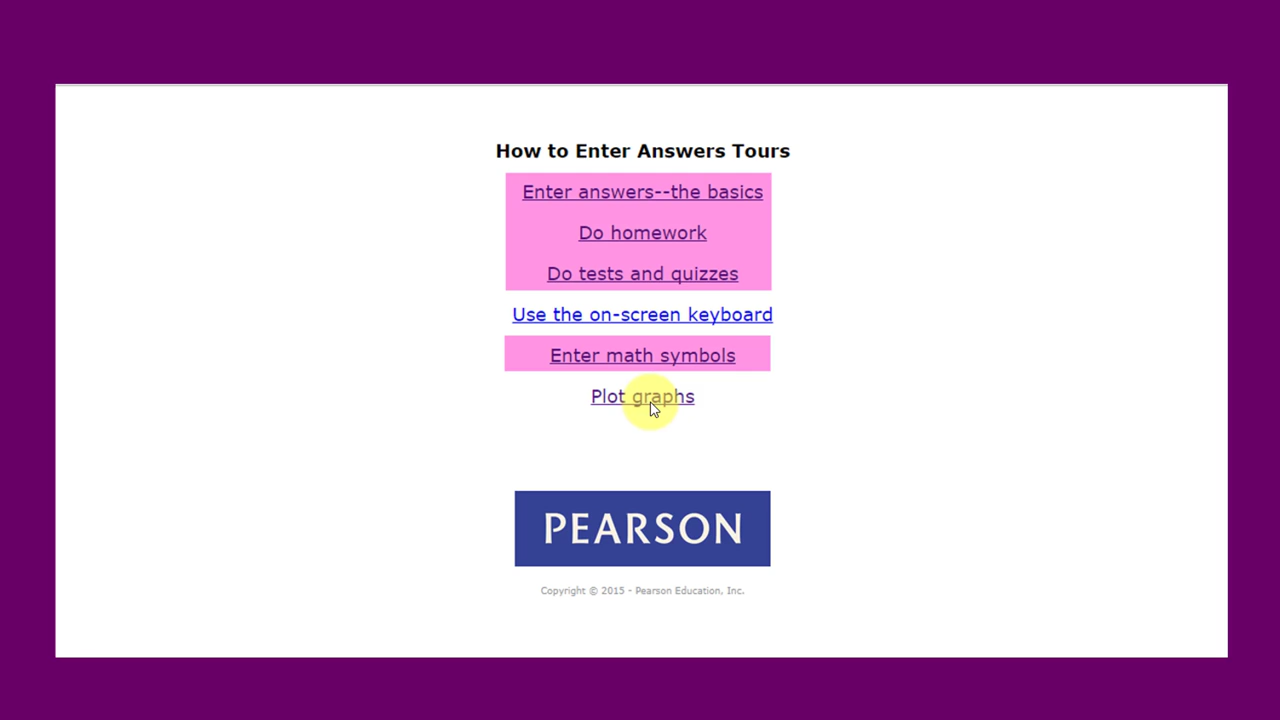 How to Enter Answers Tours
Enter answers--the basics
Do homework
Do tests and quizzes
Use the on-screen keyboard
Enter math symbols
Plot graphs
PEARSON
Copyright © 2015 - Pearson Education, Inc.